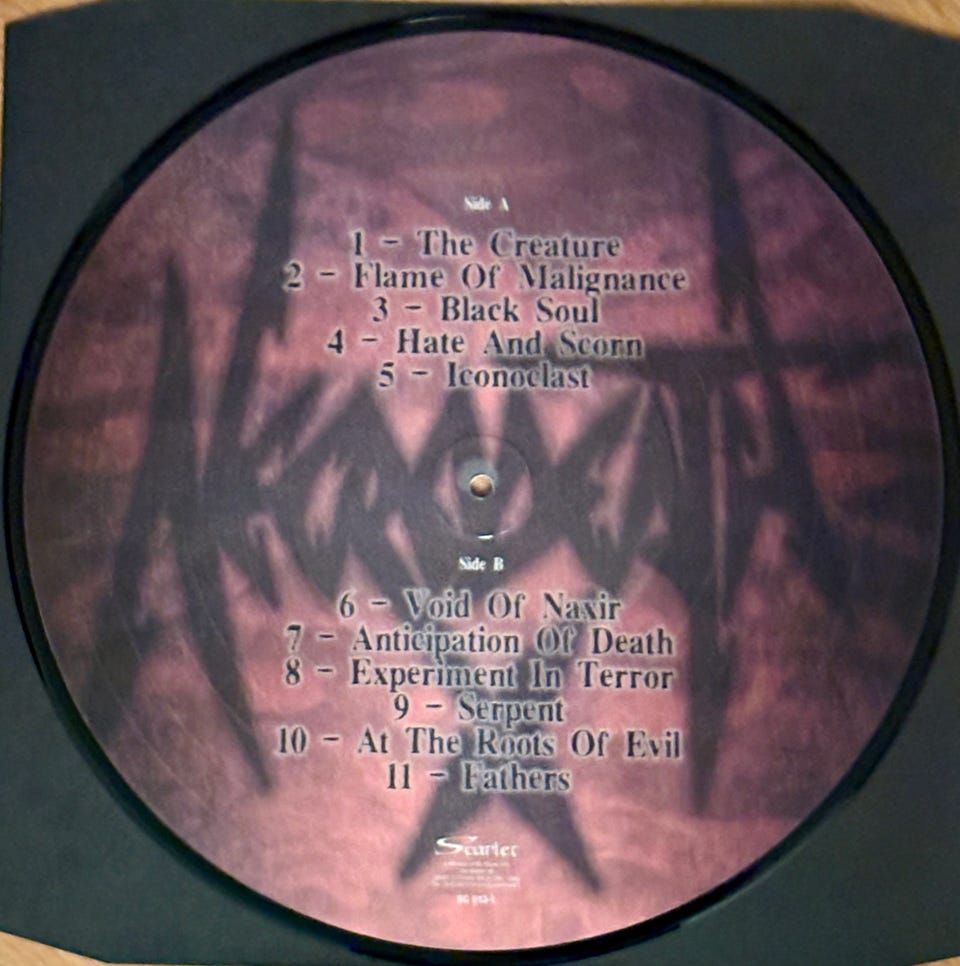 Side A
1 - The Creature
2 - Flame Of Malignance
3 - Black Soul
4 - Hate And Scorn
5 - Iconoclast
Side B
6 - Void Of Naxir
7 - Anticipation Of Death
8 - Experiment In Terror
9 - Serpent
10 - At The Roots Of Evil
11 - Fathers
Scarlet